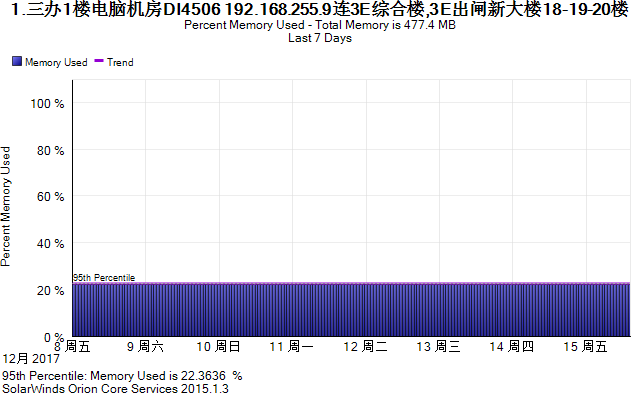 1.三办1楼电脑机房DI4506 192.168.255.9连3E综合楼,3E出闸新大楼18-19-20楼
Percent Memory Used - Total Memory is 477.4 MB
Last 7 Days
Memory Used Trend
Percent Memory Used
100 %
80 %
60 %
40 %
95th Percentile
20 %
0 %
8 周五 9 周六 10 周日 11 周一 12 周二 13 周三 14 周四 15 周五
12月 2017
95th Percentile: Memory Used is 22.3636 %
SolarWinds Orion Core Services 2015.1.3